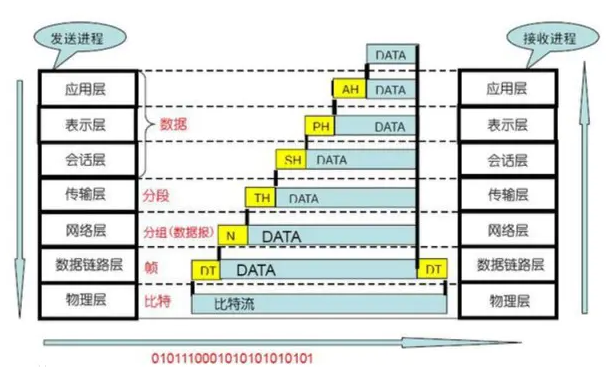 发送进程
接收进程
DATA
应用层
AH
DATA
应用层
表示层
数据
PH
DATA
表示层
会话层
SH
DATA
会话层
传输层
分段
TH
DATA
传输层
网络层
分组(数据报)
N
DATA
网络层
数据链路层
帧
DT
DATA
DT
数据链路层
物理层
比特
比特流
物理层
0101110001010101010101